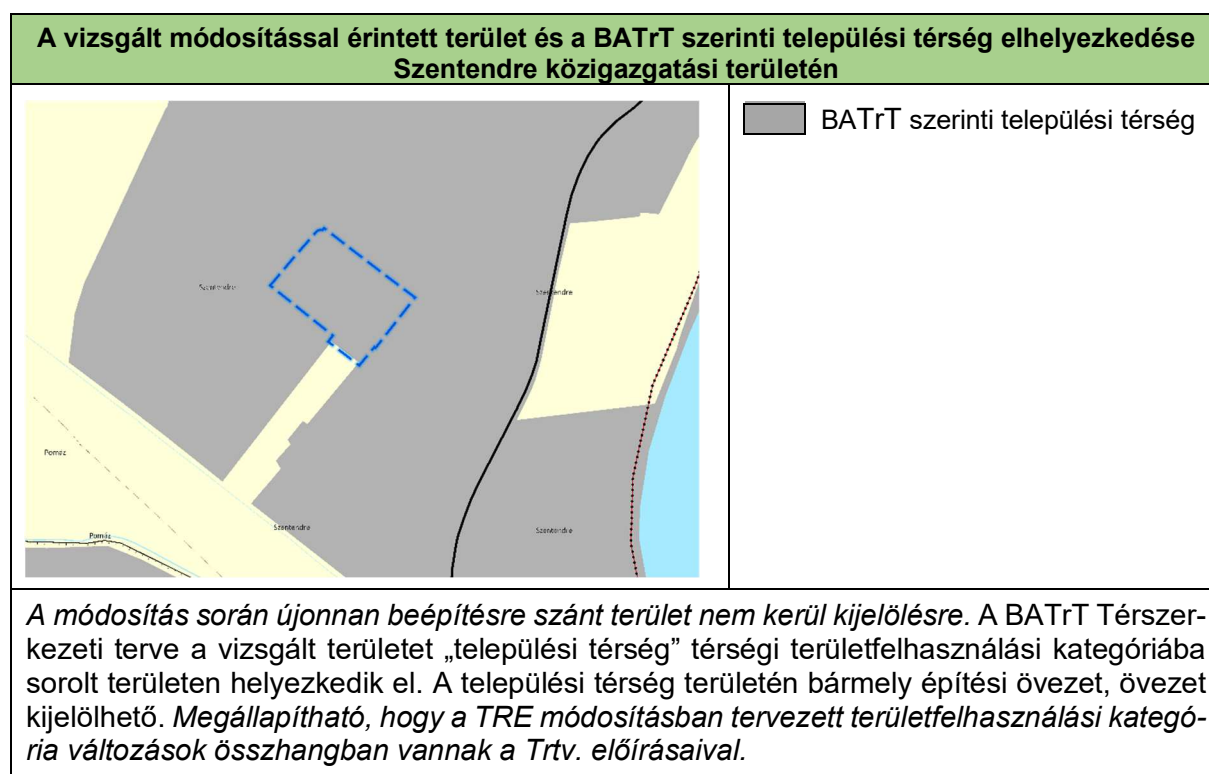 A vizsgált módosítással érintett terület és a BATrT szerinti települési térség elhelyezkedése
Szentendre közigazgatási területén
BATrT szerinti települési térség
Szentendre
Szentendre
Pomáz
Szentendre
Szentendre
Pomáz
A módosítás során újonnan beépítésre szánt terület nem kerül kijelölésre. A BATrT Térszer-
kezeti terve a vizsgált területet „települési térség” térségi területfelhasználási kategóriába
sorolt területen helyezkedik el. A települési térség területén bármely építési övezet, övezet
kijelölhető. Megállapítható, hogy a TRE módosításban tervezett területfelhasználási kategó-
ria változások összhangban vannak a Trtv. előírásaival.